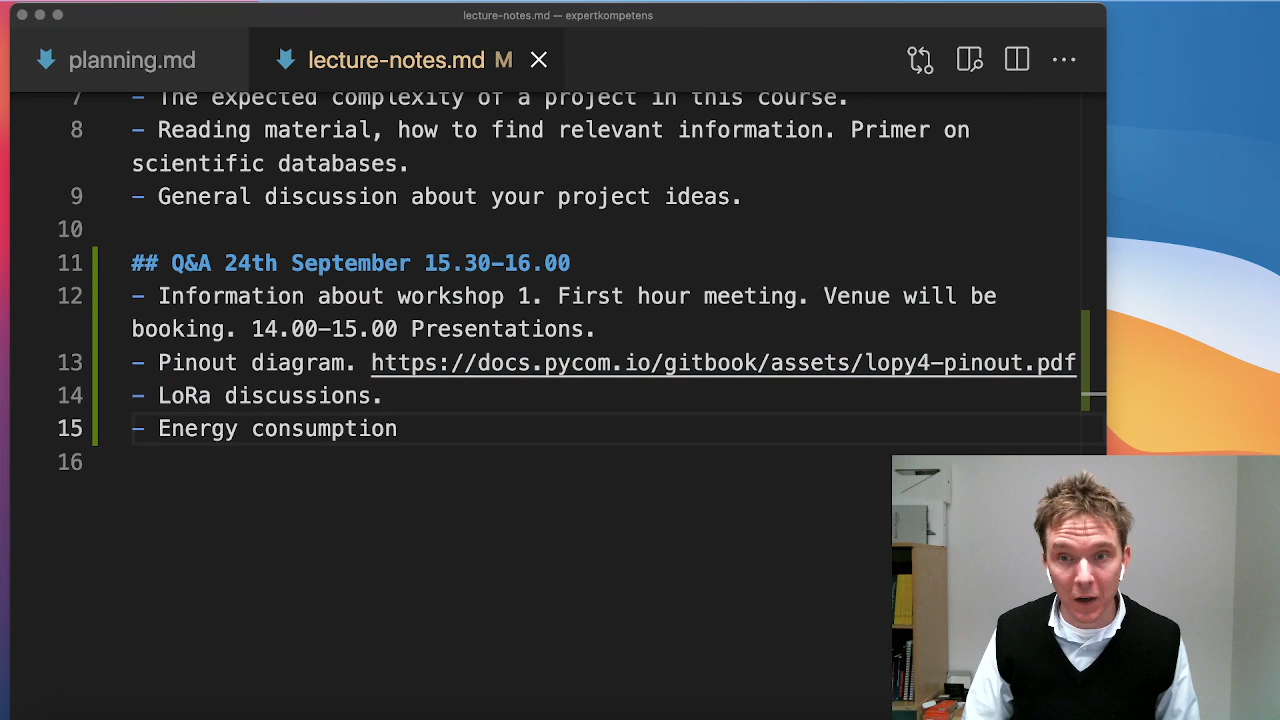 lecture-notes.md — expertkompetens
planning.md
lecture-notes.md M
7 - The expected complexity of a project in this course.
8 - Reading material, how to find relevant information. Primer on
scientific databases.
9 - General discussion about your project ideas.
10
11 ## Q&A 24th September 15.30-16.00
12 - Information about workshop 1. First hour meeting. Venue will be
booking. 14.00-15.00 Presentations.
13 - Pinout diagram. https://docs.pycom.io/gitbook/assets/lopy4-pinout.pdf
14 - LoRa discussions.
15 - Energy consumption
16